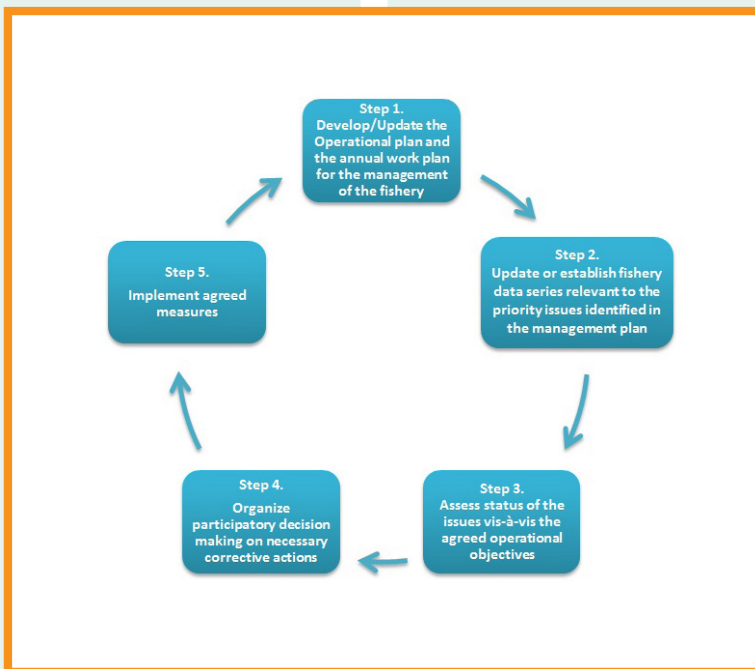 Step 1.
Develop/Update the
Operational plan and
the annual work plan
for the management
of the fishery
Step 2.
Update or establish fishery
data series relevant to the
priority issues identified in
the management plan
Step 3.
Assess status of the
issues vis-à-vis the
agreed operational
objectives
Step 4.
Organize
participatory decision
making on necessary
corrective actions
Step 5.
Implement agreed
measures